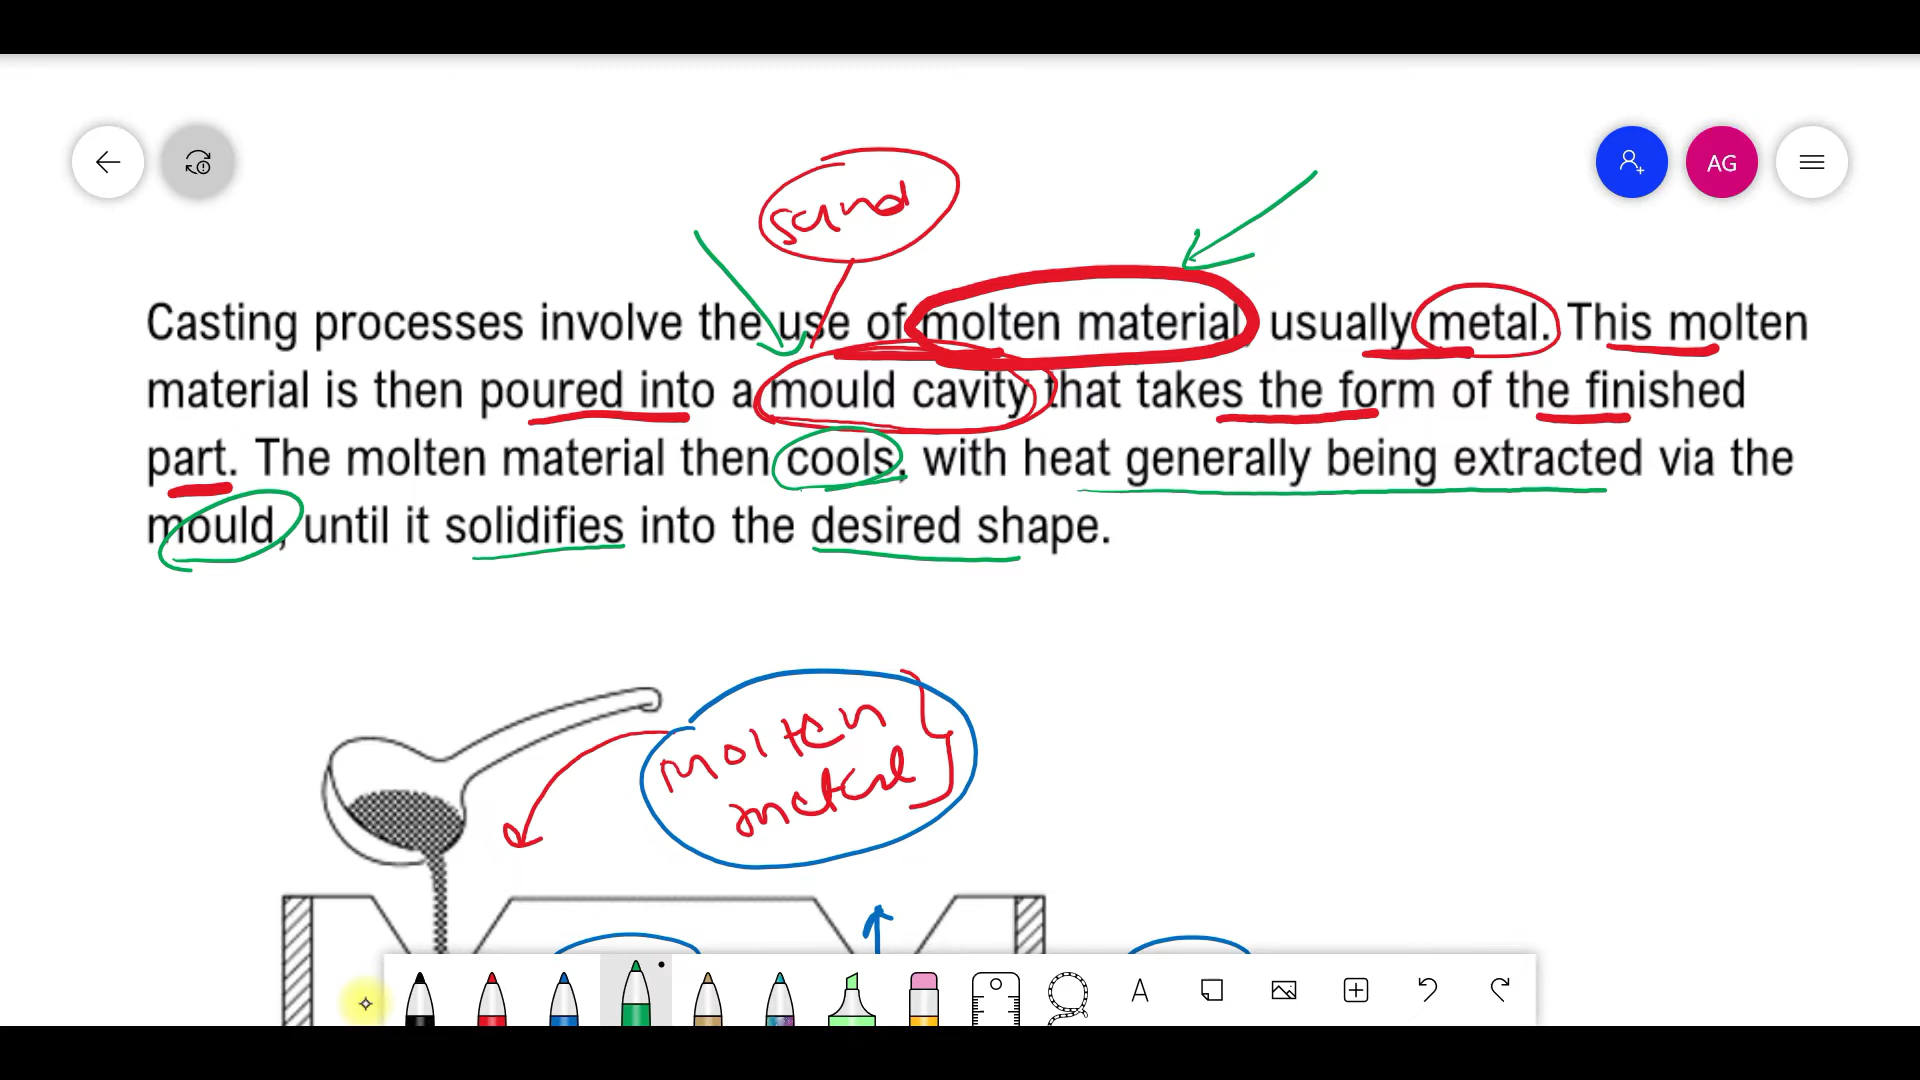 AG
sand
Casting processes involve the use of molten material usually metal. This molten
material is then poured into a mould cavity that takes the form of the finished
part. The molten material then cools, with heat generally being extracted via the
mould, until it solidifies into the desired shape.
molten
metal
A